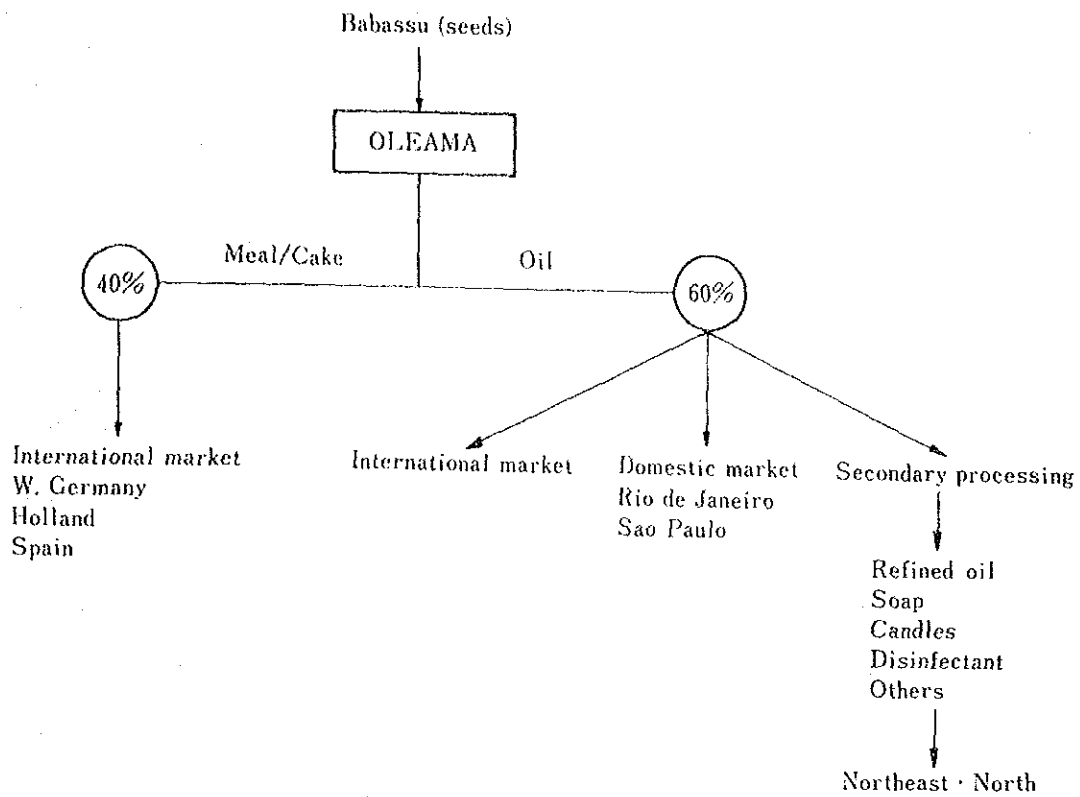 Babassu (seeds)
OLEAMA
Meal/Cake
Oil
40%
60%
International market
W. Germany
Holland
Spain
International market
Domestic market
Rio de Janeiro
Sao Paulo
Secondary processing
Refined oil
Soap
Candles
Disinfectant
Others
Northeast · North